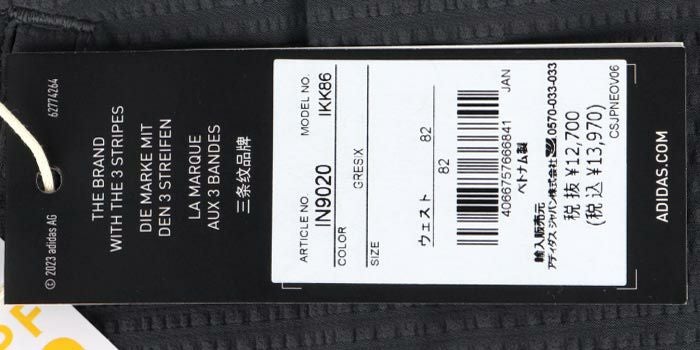 62774264
THE BRAND
WITH THE 3 STRIPES
DIE MARKE MIT
DEN 3 STREIFEN
LA MARQUE
AUX 3 BANDES
三条纹品牌
© 2023 adidas AG
ARTICLE NO
MODEL NO.
IN9020
IKK86
COLOR
GRESIX
SIZE
ウェスト 82
82
JAN
4066757666841
ベトナム製
輸入販売元
アディダス ジャパン株式会社 0570-033-033
税 抜 ¥12,700
(税 込 ¥13,970)
CSJPNEOV06
ADIDAS.COM